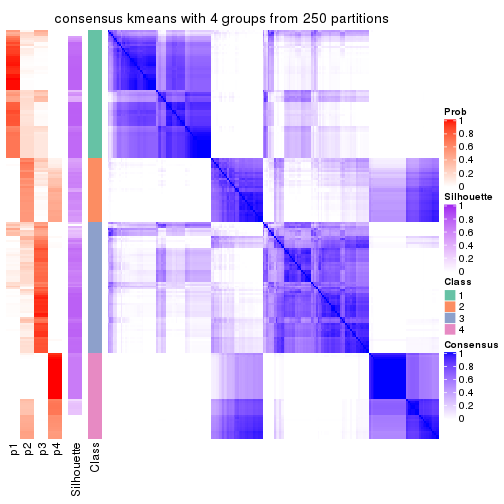 consensus kmeans with 4 groups from 250 partitions
Prob
1
0.8
0.6
0.4
0.2
0
Silhouette
1
0.8
0.6
0.4
0.2
0
Class
1
2
3
4
Consensus
1
0.8
0.6
0.4
0.2
0
p1
p2
p3
p4
Silhouette
Class